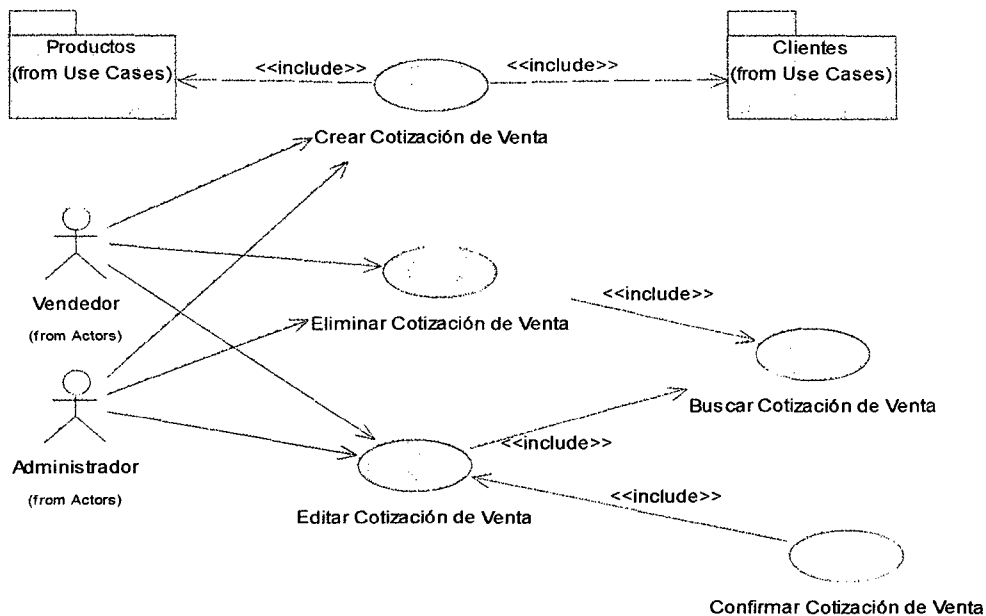 Productos
(from Use Cases)
<<include>>
<<include>>
Clientes
(from Use Cases)
Crear Cotización de Venta
Vendedor
(from Actors)
Eliminar Cotización de Venta
<<include>>
Buscar Cotización de Venta
Administrador
(from Actors)
<<include>>
Editar Cotización de Venta
<<include>>
Confirmar Cotización de Venta